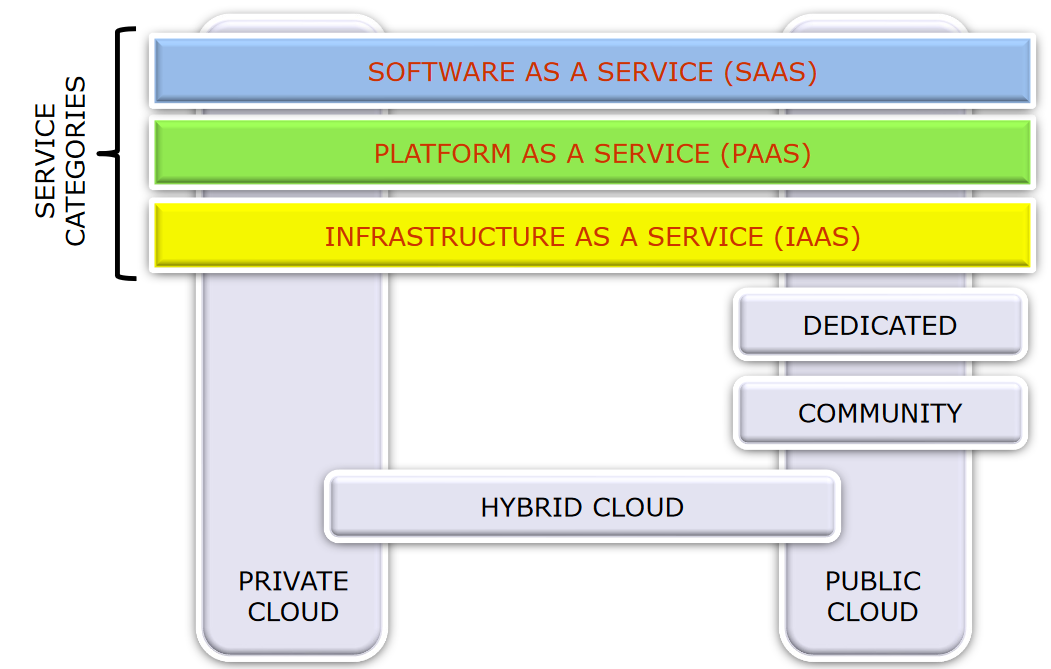 SERVICE
CATEGORIES
SOFTWARE AS A SERVICE (SAAS)
PLATFORM AS A SERVICE (PAAS)
INFRASTRUCTURE AS A SERVICE (IAAS)
DEDICATED
COMMUNITY
HYBRID CLOUD
PRIVATE
CLOUD
PUBLIC
CLOUD